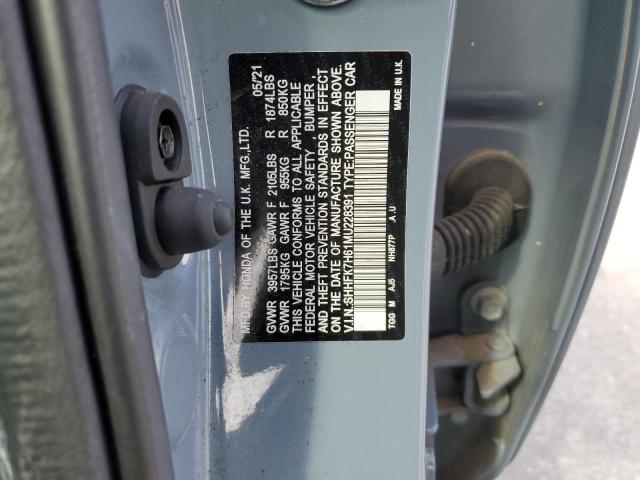 MFD.BY HONDA OF THE U.K. MFG.,LTD. 05/'21
GVWR 3957LBS GAWR F 2105LBS R 1874LBS
GVWR 1795KG GAWR F 955KG R 850KG
THIS VEHICLE CONFORMS TO ALL APPLICABLE
FEDERAL MOTOR VEHICLE SAFETY, BUMPER,
AND THEFT PREVENTION STANDARDS IN EFFECT
ON THE DATE OF MANUFACTURE SHOWN ABOVE.
V.I.N.:SHHFK7H61MU228391 TYPE:PASSENGER CAR
TGG M AJ5 NH877P A U MADE IN U.K.